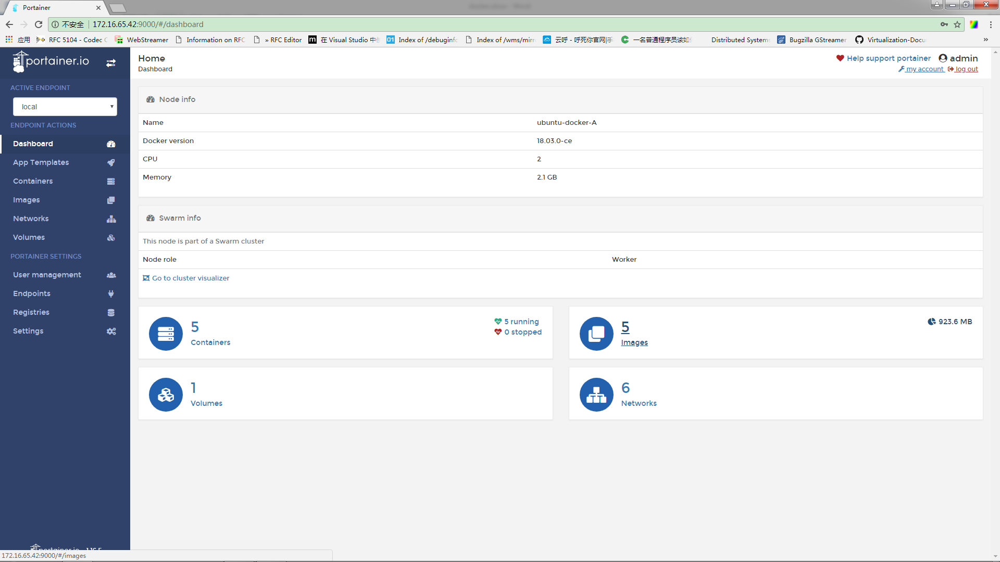 Portainer
不安全 172.16.65.42:9000/#/dashboard
应用 RFC 5104 - Codec WebStreamer Information on RFC » RFC Editor 在 Visual Studio 中 Index of /debuginfo Index of /wms/mirr 云呼 - 呼死你官网|手 一名普通程序员该如 Distributed Systems Bugzilla GStreamer Virtualization-Docu »
portainer.io
Home
Dashboard
Help support portainer admin
my account log out
ACTIVE ENDPOINT
local
ENDPOINT ACTIONS
Dashboard
App Templates
Containers
Images
Networks
Volumes
PORTAINER SETTINGS
User management
Endpoints
Registries
Settings
Node info
Name ubuntu-docker-A
Docker version 18.03.0-ce
CPU 2
Memory 2.1 GB
Swarm info
This node is part of a Swarm cluster
Node role Worker
Go to cluster visualizer
5
Containers
5 running
0 stopped
5
Images
923.6 MB
1
Volumes
6
Networks
portainer.io 1.16.5
172.16.65.42:9000/#/images